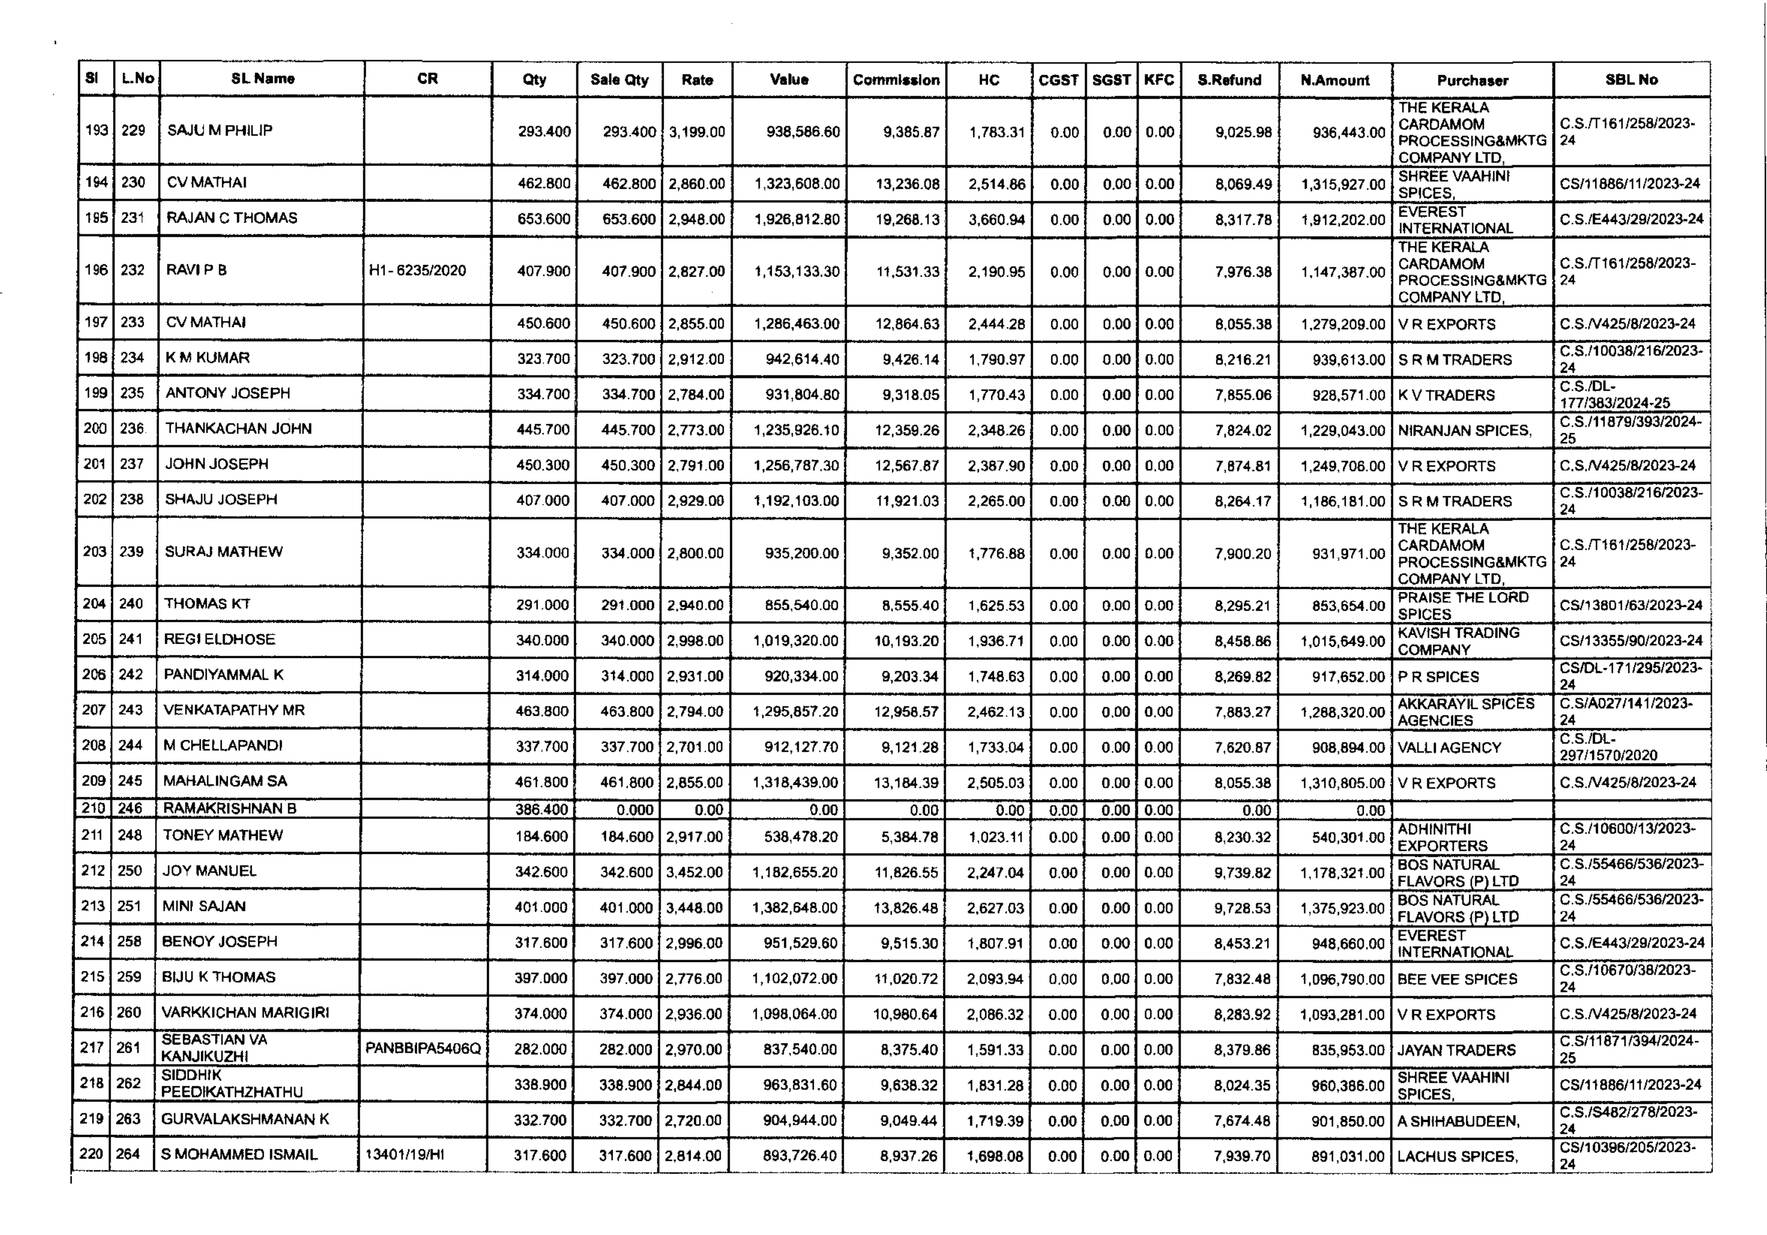 Sl L.No SL Name CR Qty Sale Qty Rate Value Commission HC CGST SGST KFC S.Refund N.Amount Purchaser SBL No
193 229 SAJU M PHILIP 293.400 293.400 3,199.00 938,586.60 9,385.87 1,783.31 0.00 0.00 0.00 9,025.98 936,443.00 THE KERALA CARDAMOM PROCESSING&MKTG COMPANY LTD, C.S./T161/258/2023-24
194 230 CV MATHAI 462.800 462.800 2,860.00 1,323,608.00 13,236.08 2,514.86 0.00 0.00 0.00 8,069.49 1,315,927.00 SHREE VAAHINI SPICES, CS/11886/11/2023-24
195 231 RAJAN C THOMAS 653.600 653.600 2,948.00 1,926,812.80 19,268.13 3,660.94 0.00 0.00 0.00 8,317.78 1,912,202.00 EVEREST INTERNATIONAL C.S./E443/29/2023-24
196 232 RAVI P B H1- 6235/2020 407.900 407.900 2,827.00 1,153,133.30 11,531.33 2,190.95 0.00 0.00 0.00 7,976.38 1,147,387.00 THE KERALA CARDAMOM PROCESSING&MKTG COMPANY LTD, C.S./T161/258/2023-24
197 233 CV MATHAI 450.600 450.600 2,855.00 1,286,463.00 12,864.63 2,444.28 0.00 0.00 0.00 8,055.38 1,279,209.00 V R EXPORTS C.S./V425/8/2023-24
198 234 K M KUMAR 323.700 323.700 2,912.00 942,614.40 9,426.14 1,790.97 0.00 0.00 0.00 8,216.21 939,613.00 S R M TRADERS C.S./10038/216/2023-24
199 235 ANTONY JOSEPH 334.700 334.700 2,784.00 931,804.80 9,318.05 1,770.43 0.00 0.00 0.00 7,855.06 928,571.00 K V TRADERS C.S./DL-177/383/2024-25
200 236 THANKACHAN JOHN 445.700 445.700 2,773.00 1,235,926.10 12,359.26 2,348.26 0.00 0.00 0.00 7,824.02 1,229,043.00 NIRANJAN SPICES, C.S./11879/393/2024-25
201 237 JOHN JOSEPH 450.300 450.300 2,791.00 1,256,787.30 12,567.87 2,387.90 0.00 0.00 0.00 7,874.81 1,249,706.00 V R EXPORTS C.S./V425/8/2023-24
202 238 SHAJU JOSEPH 407.000 407.000 2,929.00 1,192,103.00 11,921.03 2,265.00 0.00 0.00 0.00 8,264.17 1,186,181.00 S R M TRADERS C.S./10038/216/2023-24
203 239 SURAJ MATHEW 334.000 334.000 2,800.00 935,200.00 9,352.00 1,776.88 0.00 0.00 0.00 7,900.20 931,971.00 THE KERALA CARDAMOM PROCESSING&MKTG COMPANY LTD, C.S./T161/258/2023-24
204 240 THOMAS KT 291.000 291.000 2,940.00 855,540.00 8,555.40 1,625.53 0.00 0.00 0.00 8,295.21 853,654.00 PRAISE THE LORD SPICES CS/13801/63/2023-24
205 241 REGI ELDHOSE 340.000 340.000 2,998.00 1,019,320.00 10,193.20 1,936.71 0.00 0.00 0.00 8,458.86 1,015,649.00 KAVISH TRADING COMPANY CS/13355/90/2023-24
206 242 PANDIYAMMAL K 314.000 314.000 2,931.00 920,334.00 9,203.34 1,748.63 0.00 0.00 0.00 8,269.82 917,652.00 P R SPICES CS/DL-171/295/2023-24
207 243 VENKATAPATHY MR 463.800 463.800 2,794.00 1,295,857.20 12,958.57 2,462.13 0.00 0.00 0.00 7,883.27 1,288,320.00 AKKARAYIL SPICES AGENCIES C.S/A027/141/2023-24
208 244 M CHELLAPANDI 337.700 337.700 2,701.00 912,127.70 9,121.28 1,733.04 0.00 0.00 0.00 7,620.87 908,894.00 VALLI AGENCY C.S./DL-297/1570/2020
209 245 MAHALINGAM SA 461.800 461.800 2,855.00 1,318,439.00 13,184.39 2,505.03 0.00 0.00 0.00 8,055.38 1,310,805.00 V R EXPORTS C.S./V425/8/2023-24
210 246 RAMAKRISHNAN B 386.400 0.000 0.00 0.00 0.00 0.00 0.00 0.00 0.00 0.00 0.00
211 248 TONEY MATHEW 184.600 184.600 2,917.00 538,478.20 5,384.78 1,023.11 0.00 0.00 0.00 8,230.32 540,301.00 ADHINITHI EXPORTERS C.S./10600/13/2023-24
212 250 JOY MANUEL 342.600 342.600 3,452.00 1,182,655.20 11,826.55 2,247.04 0.00 0.00 0.00 9,739.82 1,178,321.00 BOS NATURAL FLAVORS (P) LTD C.S./55466/536/2023-24
213 251 MINI SAJAN 401.000 401.000 3,448.00 1,382,648.00 13,826.48 2,627.03 0.00 0.00 0.00 9,728.53 1,375,923.00 BOS NATURAL FLAVORS (P) LTD C.S./55466/536/2023-24
214 258 BENOY JOSEPH 317.600 317.600 2,996.00 951,529.60 9,515.30 1,807.91 0.00 0.00 0.00 8,453.21 948,660.00 EVEREST INTERNATIONAL C.S./E443/29/2023-24
215 259 BIJU K THOMAS 397.000 397.000 2,776.00 1,102,072.00 11,020.72 2,093.94 0.00 0.00 0.00 7,832.48 1,096,790.00 BEE VEE SPICES C.S./10670/38/2023-24
216 260 VARKKICHAN MARIGIRI 374.000 374.000 2,936.00 1,098,064.00 10,980.64 2,086.32 0.00 0.00 0.00 8,283.92 1,093,281.00 V R EXPORTS C.S./V425/8/2023-24
217 261 SEBASTIAN VA KANJIKUZHI PANBBIPA5406Q 282.000 282.000 2,970.00 837,540.00 8,375.40 1,591.33 0.00 0.00 0.00 8,379.86 835,953.00 JAYAN TRADERS C.S/11871/394/2024-25
218 262 SIDDHIK PEEDIKATHZHATHU 338.900 338.900 2,844.00 963,831.60 9,638.32 1,831.28 0.00 0.00 0.00 8,024.35 960,386.00 SHREE VAAHINI SPICES, CS/11886/11/2023-24
219 263 GURVALAKSHMANAN K 332.700 332.700 2,720.00 904,944.00 9,049.44 1,719.39 0.00 0.00 0.00 7,674.48 901,850.00 A SHIHABUDEEN, C.S./S482/278/2023-24
220 264 S MOHAMMED ISMAIL 13401/19/HI 317.600 317.600 2,814.00 893,726.40 8,937.26 1,698.08 0.00 0.00 0.00 7,939.70 891,031.00 LACHUS SPICES, CS/10396/205/2023-24